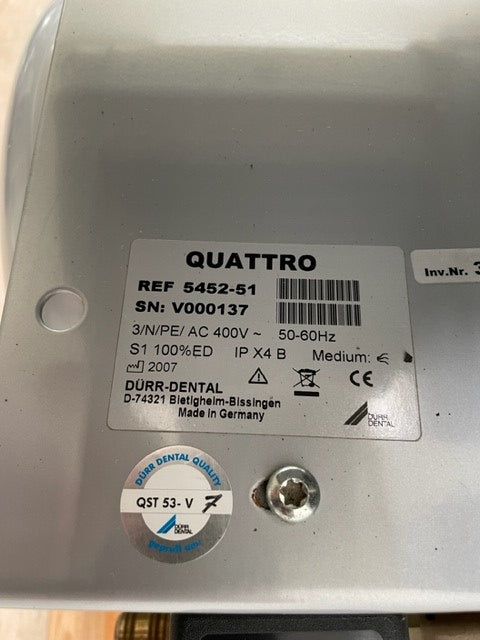 QUATTRO
REF 5452-51
SN: V000137
3/N/PE/ AC 400V ~ 50-60Hz
S1 100%ED IP X4 B Medium:
2007
CE
DÜRR-DENTAL
D-74321 Bietigheim-Bissingen
Made in Germany
DÜRR
DENTAL
Inv.Nr. 3
DÜRR DENTAL QUALITY
QST 53- V 7
DÜRR
DENTAL
geprüft